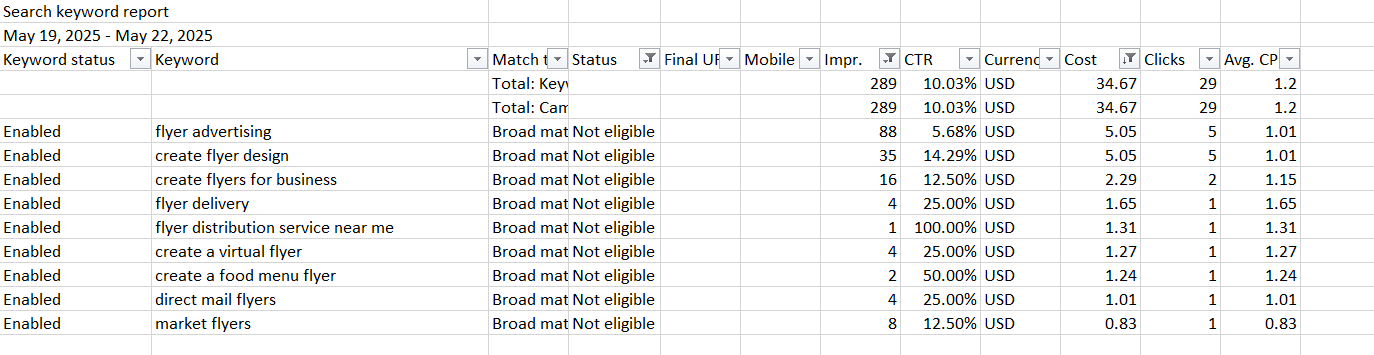 Search keyword report
May 19, 2025 - May 22, 2025
Keyword status Keyword Match t Status Final UR Mobile Impr. CTR Currenc Cost Clicks Avg. CP
Total: Keyw 289 10.03% USD 34.67 29 1.2
Total: Cam 289 10.03% USD 34.67 29 1.2
Enabled flyer advertising Broad mat Not eligible 88 5.68% USD 5.05 5 1.01
Enabled create flyer design Broad mat Not eligible 35 14.29% USD 5.05 5 1.01
Enabled create flyers for business Broad mat Not eligible 16 12.50% USD 2.29 2 1.15
Enabled flyer delivery Broad mat Not eligible 4 25.00% USD 1.65 1 1.65
Enabled flyer distribution service near me Broad mat Not eligible 1 100.00% USD 1.31 1 1.31
Enabled create a virtual flyer Broad mat Not eligible 4 25.00% USD 1.27 1 1.27
Enabled create a food menu flyer Broad mat Not eligible 2 50.00% USD 1.24 1 1.24
Enabled direct mail flyers Broad mat Not eligible 4 25.00% USD 1.01 1 1.01
Enabled market flyers Broad mat Not eligible 8 12.50% USD 0.83 1 0.83